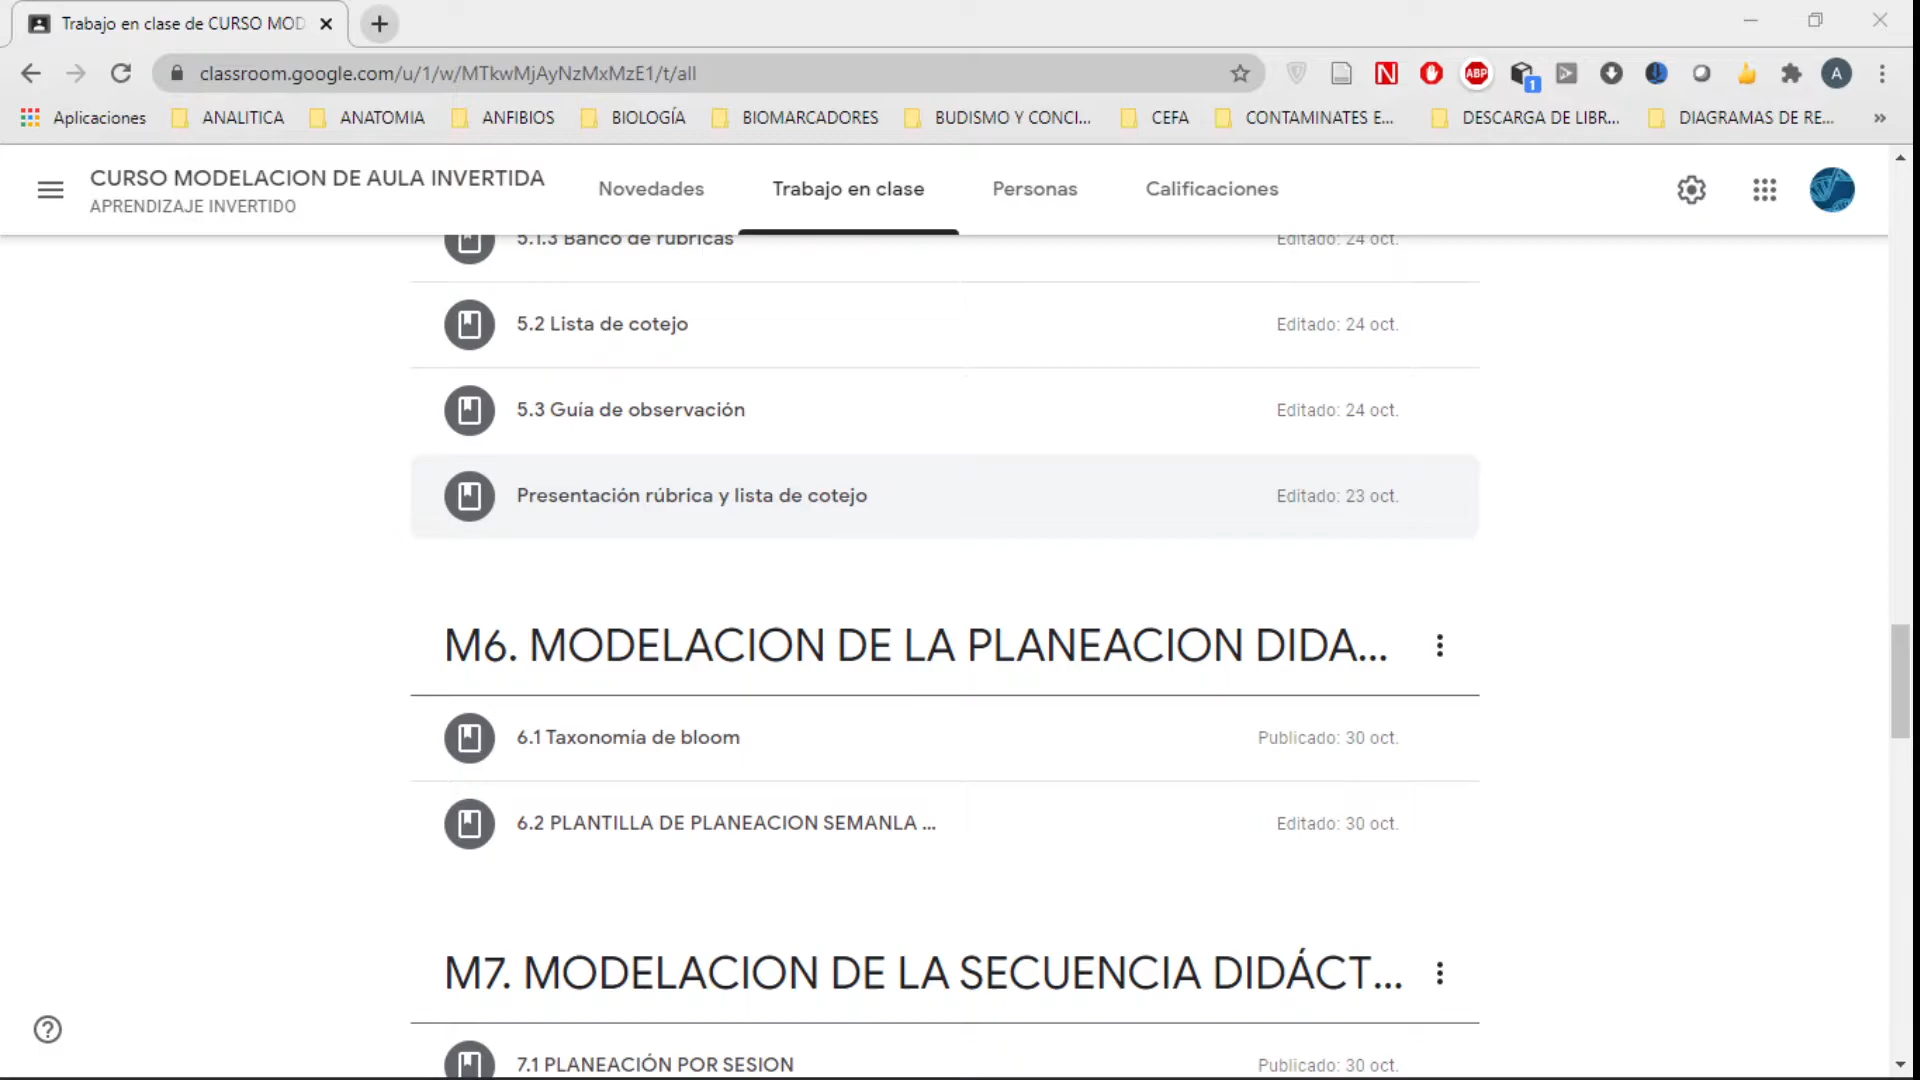 Trabajo en clase de CURSO MOD
classroom.google.com/u/1/w/MTkwMjAyNzMxMzE1/t/all
N
ABP
1
A
Aplicaciones ANALITICA ANATOMIA ANFIBIOS BIOLOGÍA BIOMARCADORES BUDISMO Y CONCI... CEFA CONTAMINATES E... DESCARGA DE LIBR... DIAGRAMAS DE RE... »
CURSO MODELACION DE AULA INVERTIDA
APRENDIZAJE INVERTIDO
Novedades Trabajo en clase Personas Calificaciones
5.1.3 Banco de rúbricas Editado: 24 oct.
5.2 Lista de cotejo Editado: 24 oct.
5.3 Guía de observación Editado: 24 oct.
Presentación rúbrica y lista de cotejo Editado: 23 oct.
M6. MODELACION DE LA PLANEACION DIDA...
6.1 Taxonomía de bloom Publicado: 30 oct.
6.2 PLANTILLA DE PLANEACION SEMANLA ... Editado: 30 oct.
M7. MODELACION DE LA SECUENCIA DIDÁCT...
7.1 PLANEACIÓN POR SESION Publicado: 30 oct.